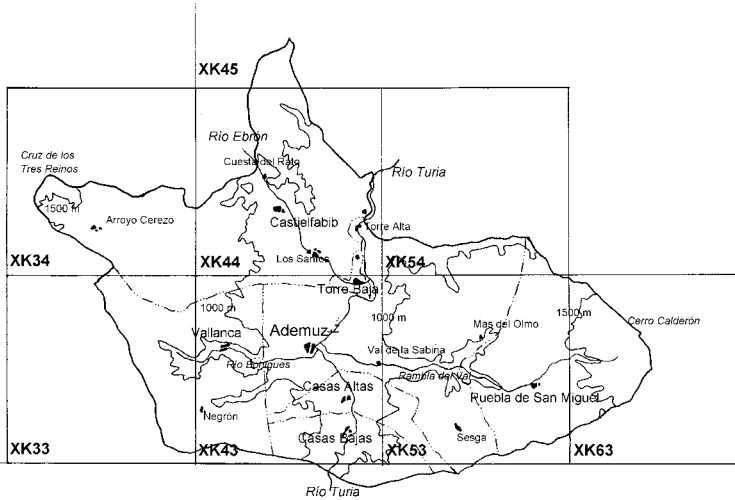 XK45
Río Ebrón
Cruz de los
Tres Reinos
Cuesta del Rato
Río Turia
1500 m
Arroyo Cerezo
Castielfabib
Torre Alta
Los Santos
XK34
XK44
XK54
Torre Baja
1000 m
1000 m
1500 m
Cerro Calderón
Vallanca
Ademuz
Mas del Olmo
Val de la Sabina
Río Bohigues
Rambla del Val
Casas Altas
Puebla de San Miguel
Negrón
Casas Bajas
Sesga
XK33
XK43
XK53
XK63
Río Turia